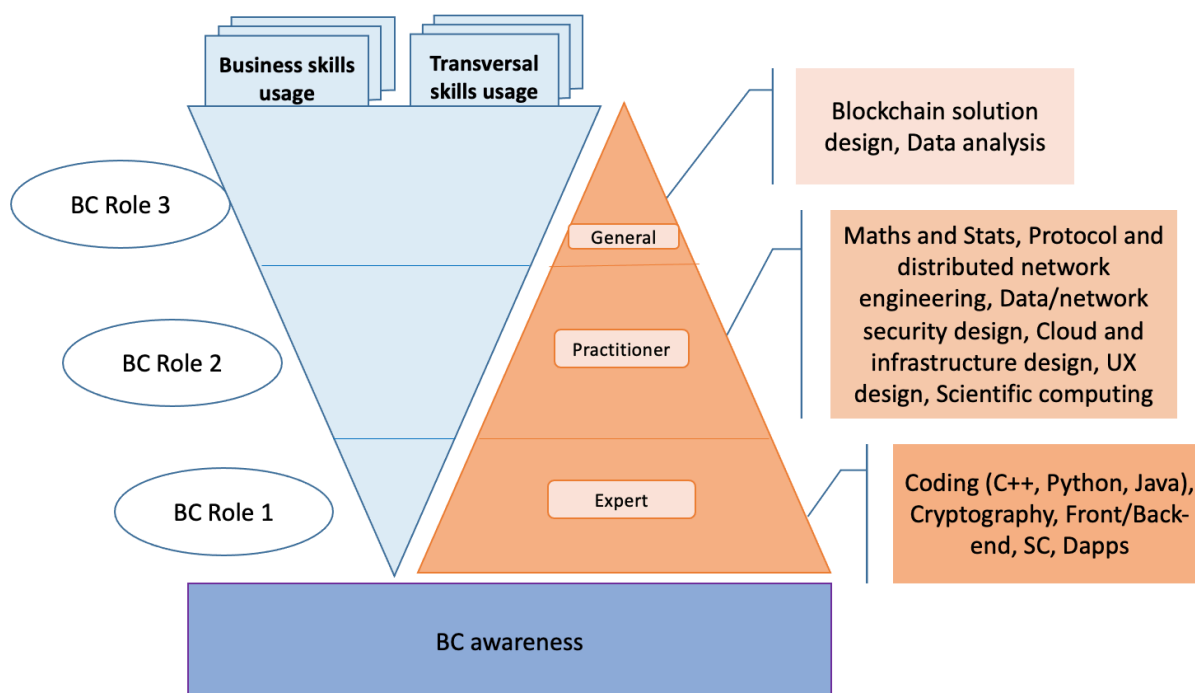 Business skills
usage
Transversal
skills usage
Blockchain solution
design, Data analysis
BC Role 3
General
Maths and Stats, Protocol and
distributed network
engineering, Data/network
security design, Cloud and
infrastructure design, UX
design, Scientific computing
BC Role 2
Practitioner
BC Role 1
Expert
Coding (C++, Python, Java),
Cryptography, Front/Back-
end, SC, Dapps
BC awareness